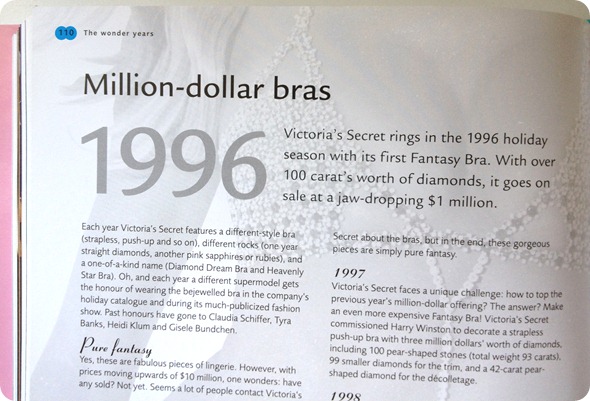 110 The wonder years
Million-dollar bras
1996
Victoria's Secret rings in the 1996 holiday
season with its first Fantasy Bra. With over
100 carat's worth of diamonds, it goes on
sale at a jaw-dropping $1 million.
Each year Victoria's Secret features a different-style bra
(strapless, push-up and so on), different rocks (one year
straight diamonds, another pink sapphires or rubies), and
a one-of-a-kind name (Diamond Dream Bra and Heavenly
Star Bra). Oh, and each year a different supermodel gets
the honour of wearing the bejewelled bra in the company's
holiday catalogue and during its much-publicized fashion
show. Past honours have gone to Claudia Schiffer, Tyra
Banks, Heidi Klum and Gisele Bundchen.
Pure fantasy
Yes, these are fabulous pieces of lingerie. However, with
prices moving upwards of $10 million, one wonders: have
any sold? Not yet. Seems a lot of people contact Victoria's
Secret about the bras, but in the end, these gorgeous
pieces are simply pure fantasy.
1997
Victoria's Secret faces a unique challenge: how to top the
previous year's million-dollar offering? The answer? Make
an even more expensive Fantasy Bra! Victoria's Secret
commissioned Harry Winston to decorate a strapless
push-up bra with three million dollars' worth of diamonds,
including 100 pear-shaped stones (total weight 93 carats),
99 smaller diamonds for the trim, and a 42-carat pear-
shaped diamond for the décolletage.
1998